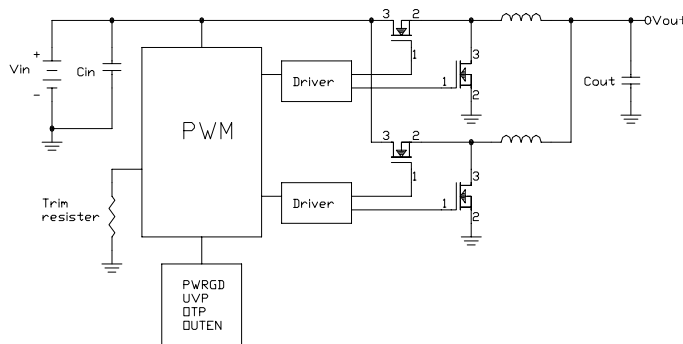 3 2
0Vout
+
Vin
-
Cin
1
Driver
3
1
2
Cout
PWM
3 2
1
Driver
3
1
2
Trim
resister
PWRGD
UVP
OTP
OUTEN